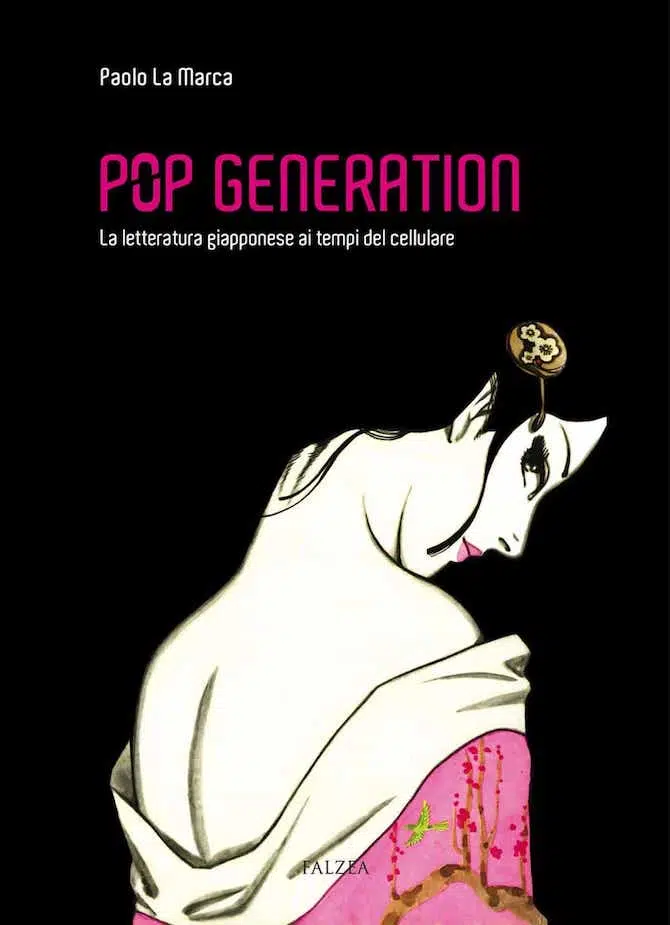 Paolo La Marca
POP GENERATION
La letteratura giapponese ai tempi del cellulare
FALZEA